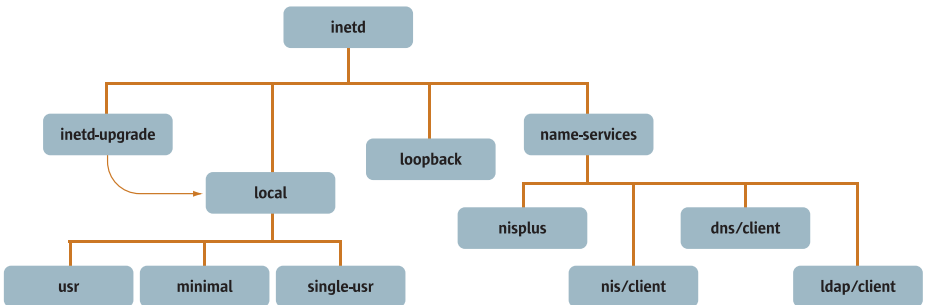 inetd
inetd-upgrade
name-services
loopback
local
nisplus
dns/client
usr
minimal
single-usr
nis/client
ldap/client